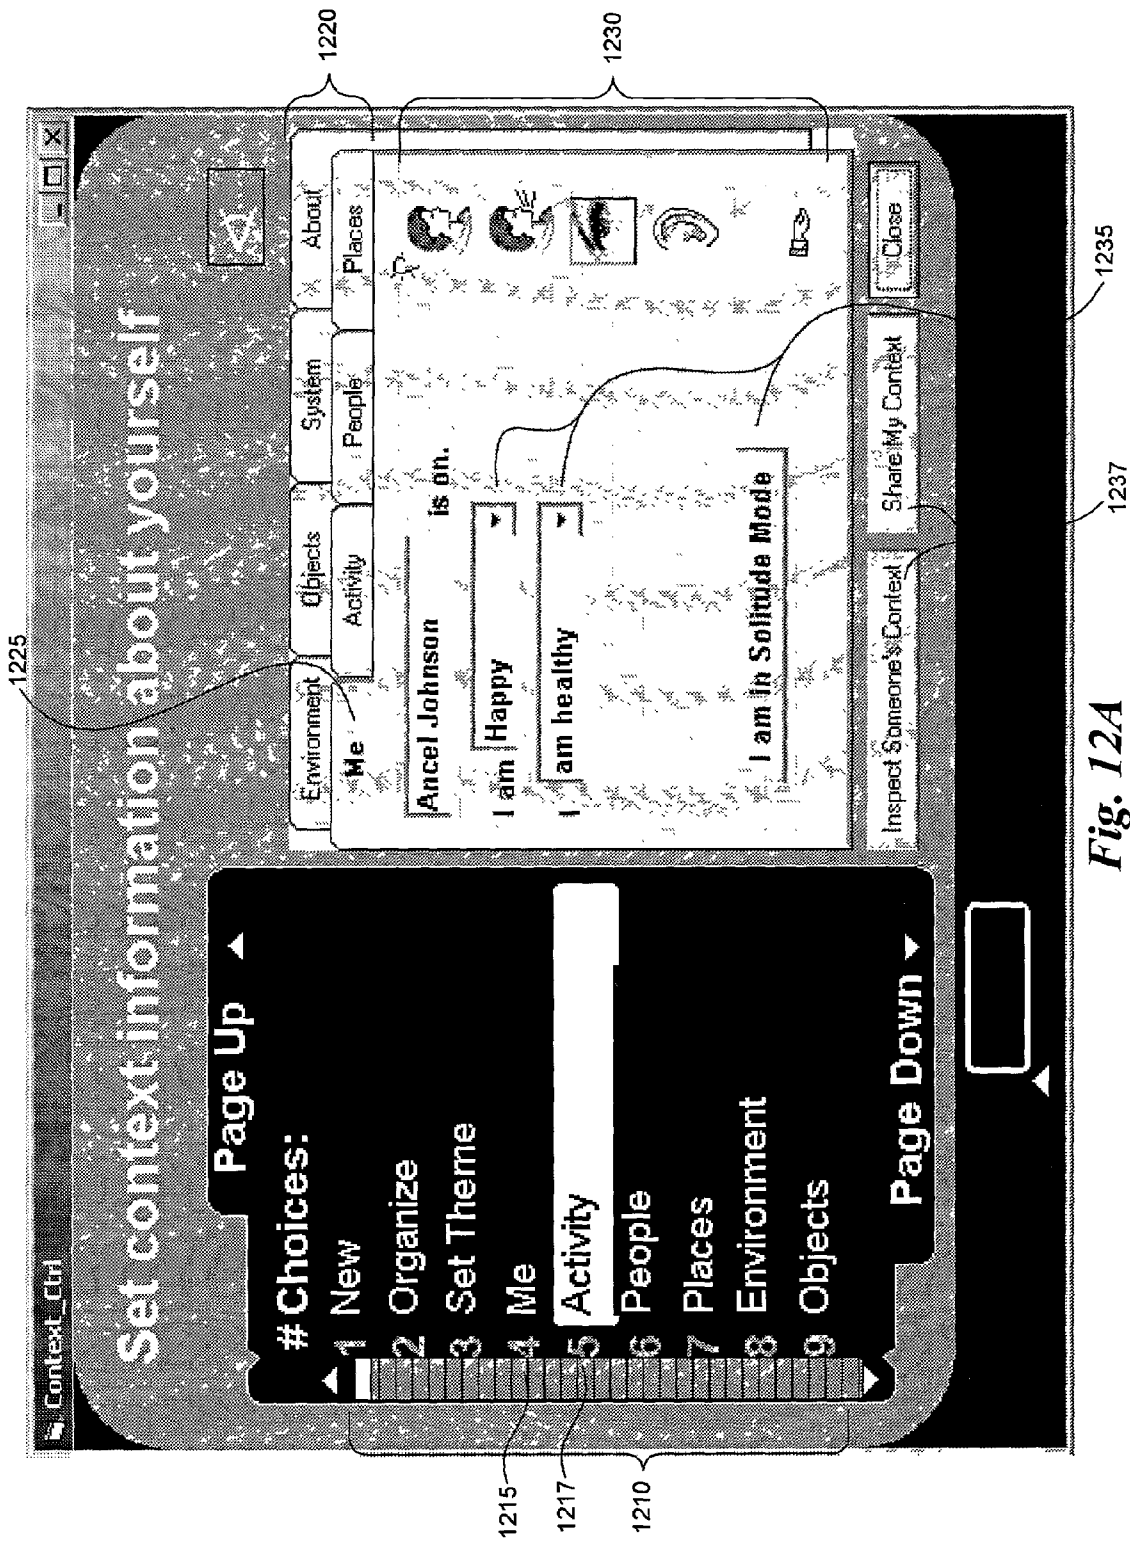 Context_Ctrl
Set context information about yourself
Page Up
# Choices:
1 New
2 Organize
3 Set Theme
4 Me
5 Activity
6 People
7 Places
8 Environment
9 Objects
Page Down
Environment Objects System About
Me Activity People Places
Ancel Johnson is on.
I am Happy
I am healthy
I am in Solitude Mode
Inspect Someone's Context Share My Context Close
1225
1220
1230
1235
1237
1215
1217
1210
Fig. 12A